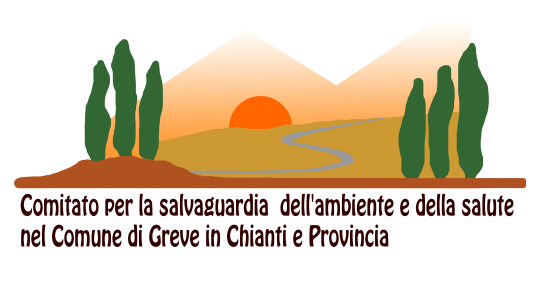 Comitato per la salvaguardia  dell'ambiente e della salute
nel Comune di Greve in Chianti e Provincia